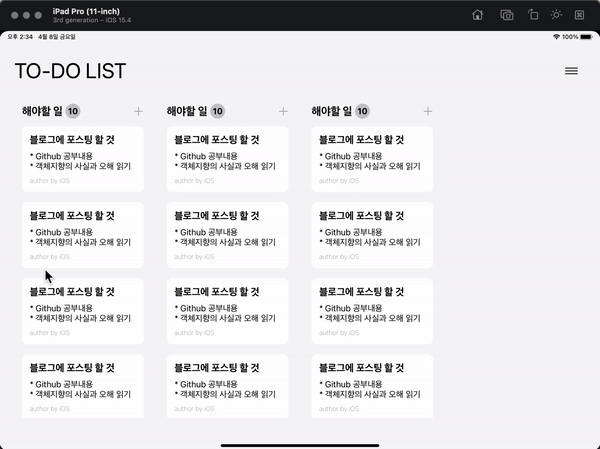 iPad Pro (11-inch)
3rd generation – iOS 15.4
오후 2:34 4월 8일 금요일
100%
TO-DO LIST
해야할 일 10
해야할 일 10
해야할 일 10
블로그에 포스팅 할 것
* Github 공부내용
* 객체지향의 사실과 오해 읽기
author by iOS
블로그에 포스팅 할 것
* Github 공부내용
* 객체지향의 사실과 오해 읽기
author by iOS
블로그에 포스팅 할 것
* Github 공부내용
* 객체지향의 사실과 오해 읽기
author by iOS
블로그에 포스팅 할 것
* Github 공부내용
* 객체지향의 사실과 오해 읽기
author by iOS
블로그에 포스팅 할 것
* Github 공부내용
* 객체지향의 사실과 오해 읽기
author by iOS
블로그에 포스팅 할 것
* Github 공부내용
* 객체지향의 사실과 오해 읽기
author by iOS
블로그에 포스팅 할 것
* Github 공부내용
* 객체지향의 사실과 오해 읽기
author by iOS
블로그에 포스팅 할 것
* Github 공부내용
* 객체지향의 사실과 오해 읽기
author by iOS
블로그에 포스팅 할 것
* Github 공부내용
* 객체지향의 사실과 오해 읽기
author by iOS
블로그에 포스팅 할 것
* Github 공부내용
* 객체지향의 사실과 오해 읽기
author by iOS
블로그에 포스팅 할 것
* Github 공부내용
* 객체지향의 사실과 오해 읽기
author by iOS
블로그에 포스팅 할 것
* Github 공부내용
* 객체지향의 사실과 오해 읽기
author by iOS